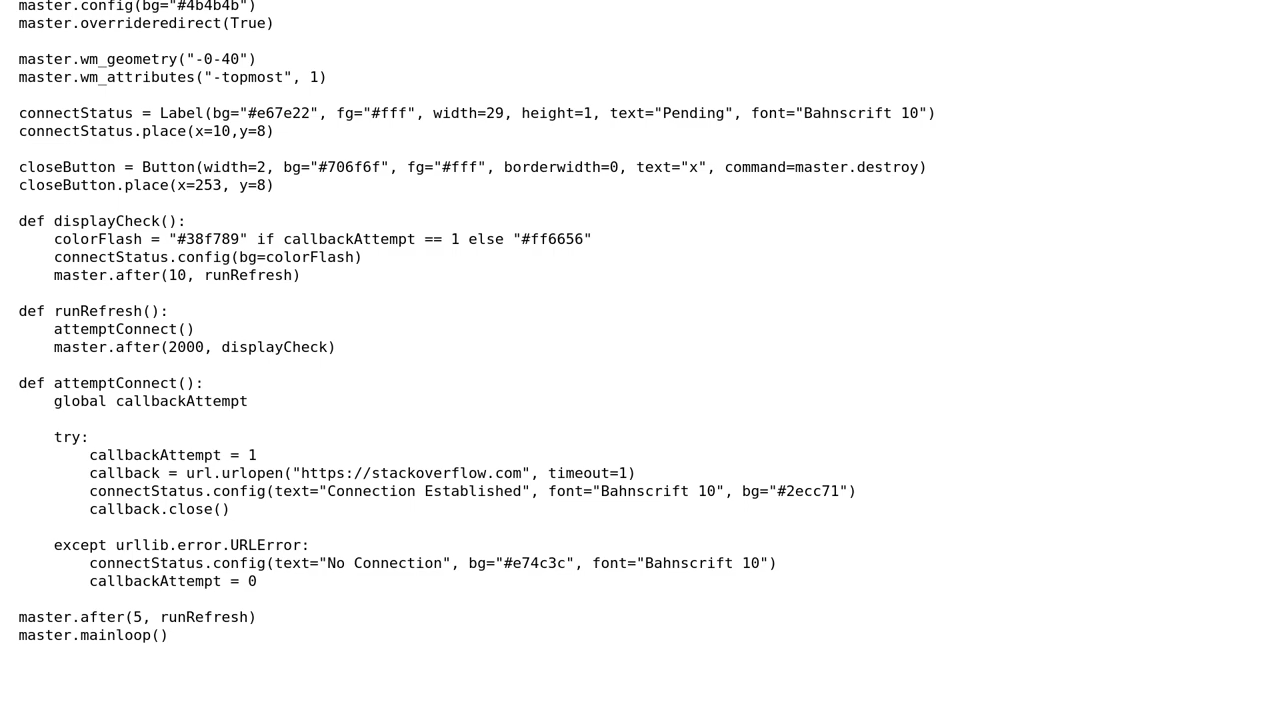 master.config(bg="#4b4b4b")
master.overrideredirect(True)
master.wm_geometry("-0-40")
master.wm_attributes("-topmost", 1)
connectStatus = Label(bg="#e67e22", fg="#fff", width=29, height=1, text="Pending", font="Bahnscrift 10")
connectStatus.place(x=10,y=8)
closeButton = Button(width=2, bg="#706f6f", fg="#fff", borderwidth=0, text="x", command=master.destroy)
closeButton.place(x=253, y=8)
def displayCheck():
    colorFlash = "#38f789" if callbackAttempt == 1 else "#ff6656"
    connectStatus.config(bg=colorFlash)
    master.after(10, runRefresh)
def runRefresh():
    attemptConnect()
    master.after(2000, displayCheck)
def attemptConnect():
    global callbackAttempt
    try:
        callbackAttempt = 1
        callback = url.urlopen("https://stackoverflow.com", timeout=1)
        connectStatus.config(text="Connection Established", font="Bahnscrift 10", bg="#2ecc71")
        callback.close()
    except urllib.error.URLError:
        connectStatus.config(text="No Connection", bg="#e74c3c", font="Bahnscrift 10")
        callbackAttempt = 0
master.after(5, runRefresh)
master.mainloop()